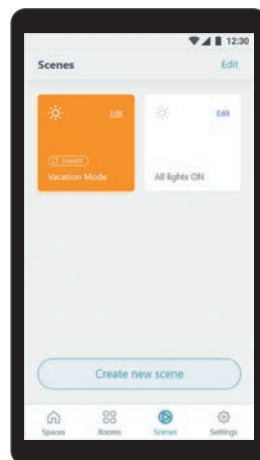 12:30
Scenes Edit
Edit Edit
Vacation Mode All lights ON
Create new scene
Spaces Rooms Scenes Settings